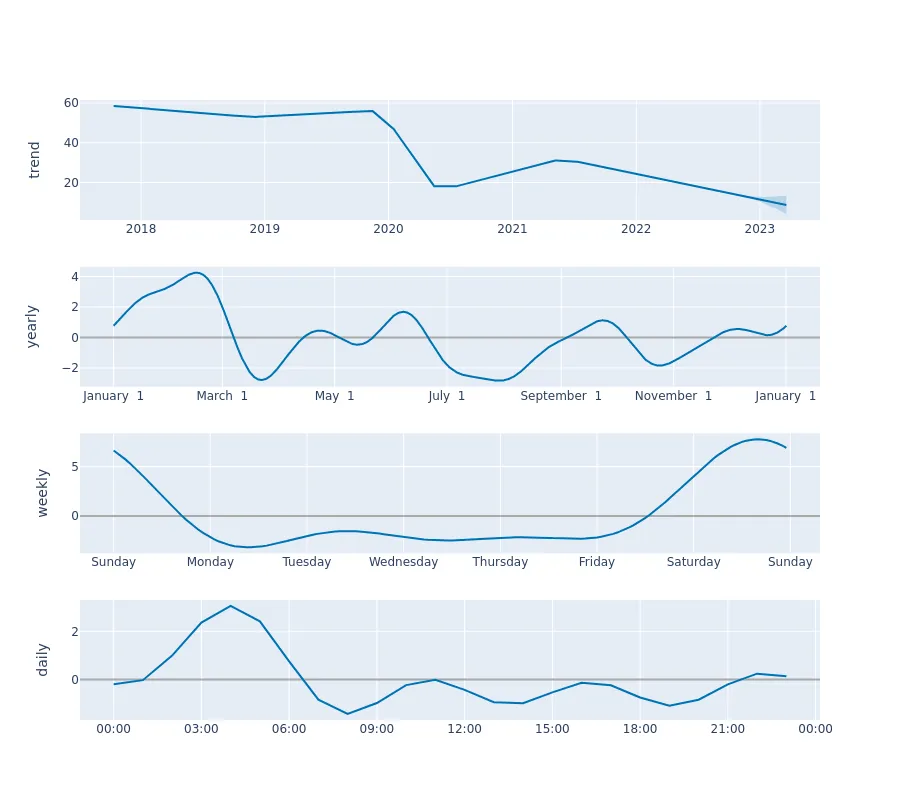 trend
60
40
20
2018 2019 2020 2021 2022 2023
yearly
4
2
0
−2
January 1 March 1 May 1 July 1 September 1 November 1 January 1
weekly
5
0
Sunday Monday Tuesday Wednesday Thursday Friday Saturday Sunday
daily
2
0
00:00 03:00 06:00 09:00 12:00 15:00 18:00 21:00 00:00